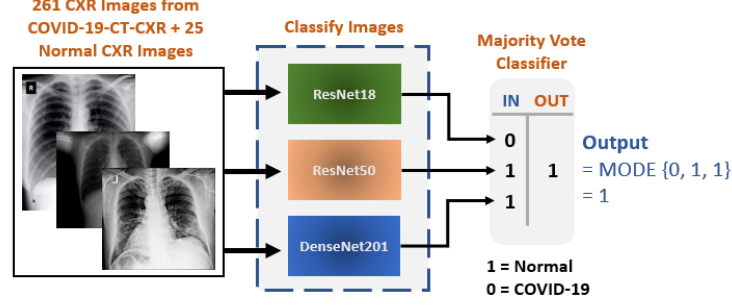 261 CXR Images from
COVID-19-CT-CXR + 25
Normal CXR Images
Classify Images
ResNet18
ResNet50
DenseNet201
Majority Vote
Classifier
IN OUT
0
1 1
1
Output
= MODE {0, 1, 1}
= 1
1 = Normal
0 = COVID-19